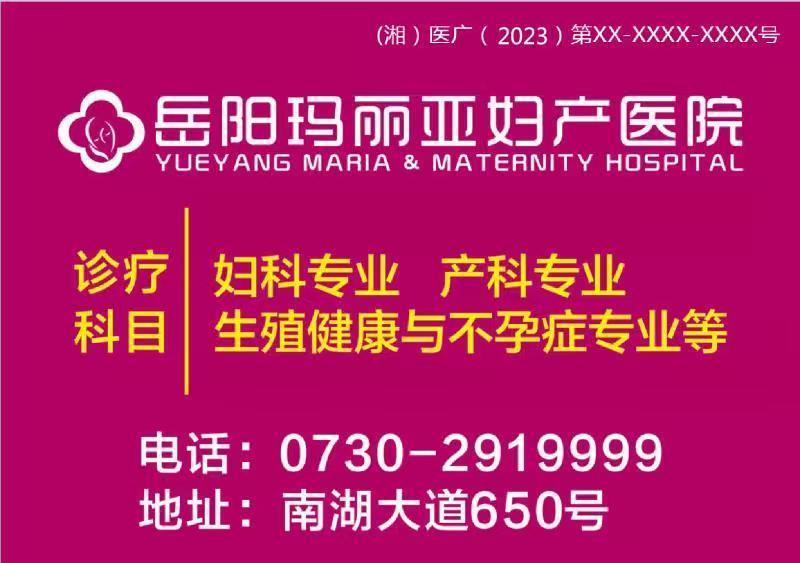 (湘）医广（2023）第XX-XXXX-XXXX号
岳阳玛丽亚妇产医院
YUEYANG MARIA & MATERNITY HOSPITAL
诊疗科目
妇科专业 产科专业
生殖健康与不孕症专业等
电话：0730-2919999
地址：南湖大道650号